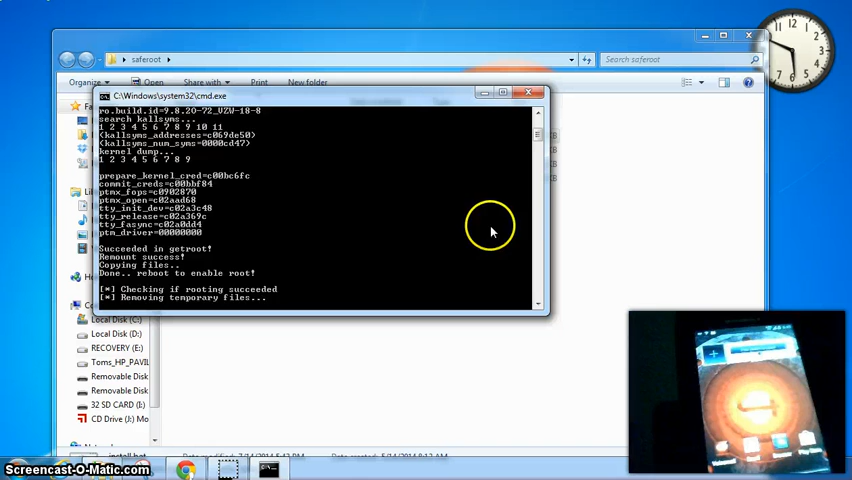 saferoot
Search saferoot
Organize
Open
Share with
Print
New folder
C:\Windows\system32\cmd.exe
ro.build.id=9.8.2O-72_VZW-18-8
search kallsyms...
1 2 3 4 5 6 7 8 9 10 11
(kallsyms_addresses=c069de50)
(kallsyms_num_syms=0000cd47)
kernel dump...
1 2 3 4 5 6 7 8 9
prepare_kernel_cred=c00bc6fc
commit_creds=c00bbf84
ptmx_fops=c0902870
ptmx_open=c02aad68
tty_init_dev=c02a3c48
tty_release=c02a369c
tty_fasync=c02a0dd4
ptm_driver=00000000
Succeeded in getroot!
Remount success!
Copying files..
Done.. reboot to enable root!
[*] Checking if rooting succeeded
[*] Removing temporary files...
Local Disk (C:)
Local Disk (D:)
RECOVERY (E:)
Toms_HP_PAVIL
Removable Disk
Removable Disk
32 SD CARD (I:)
CD Drive (J:) Mo
Screencast-O-Matic.com
12